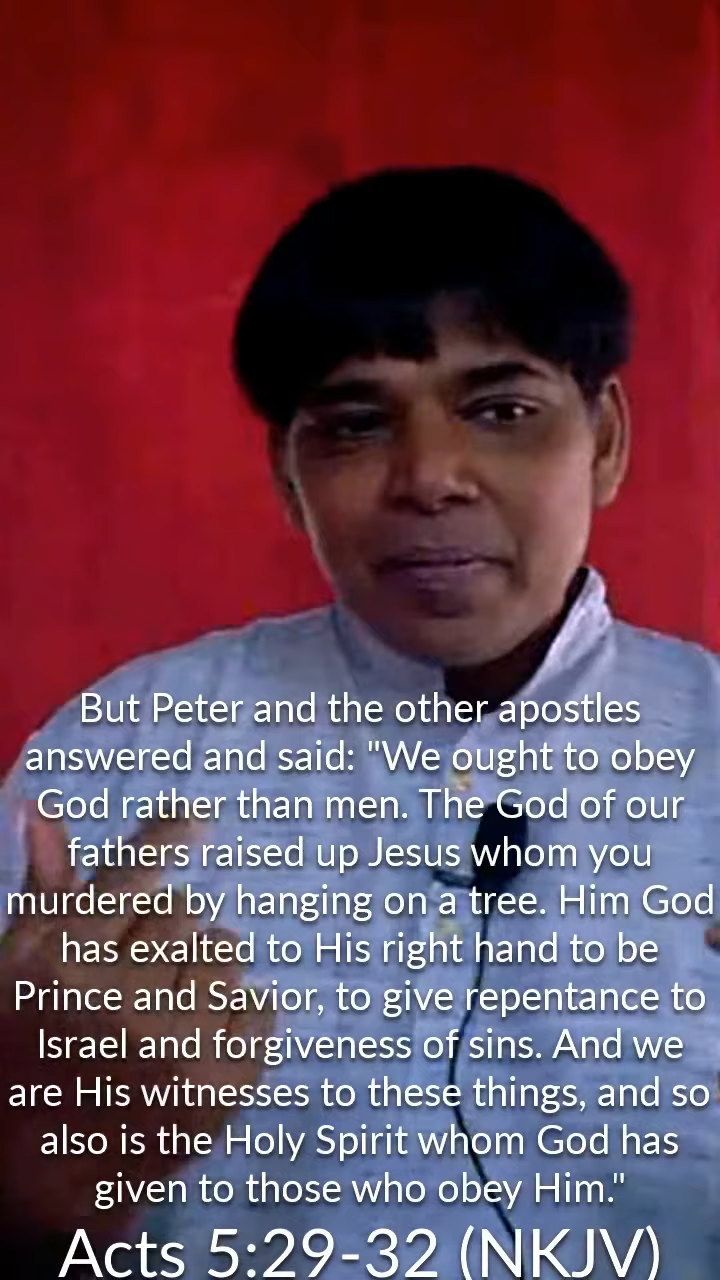 But Peter and the other apostles
answered and said: "We ought to obey
God rather than men. The God of our
fathers raised up Jesus whom you
murdered by hanging on a tree. Him God
has exalted to His right hand to be
Prince and Savior, to give repentance to
Israel and forgiveness of sins. And we
are His witnesses to these things, and so
also is the Holy Spirit whom God has
given to those who obey Him."
Acts 5:29-32 (NKJV)